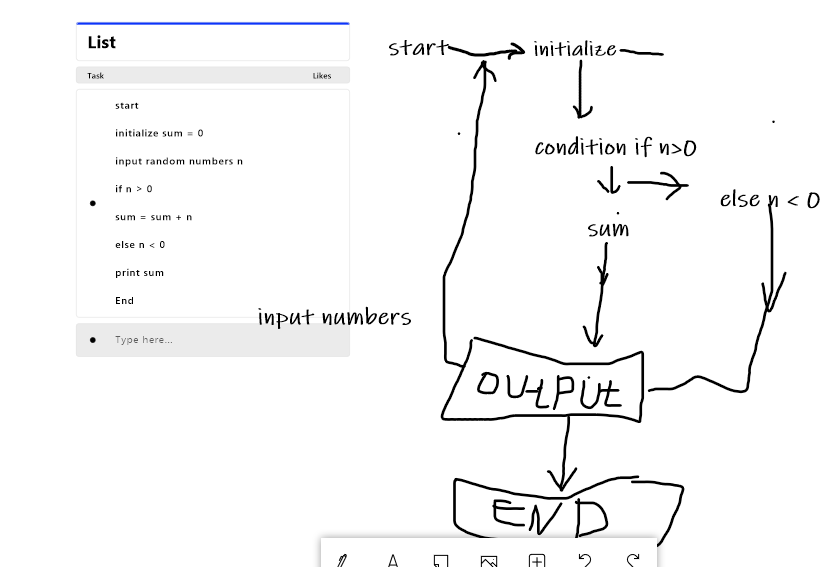 List
Task Likes
start
initialize sum = 0
input random numbers n
if n > 0
sum = sum + n
else n < 0
print sum
End
Type here...
start initialize
condition if n>0
else n < 0
sum
input numbers
OUtPUt
END